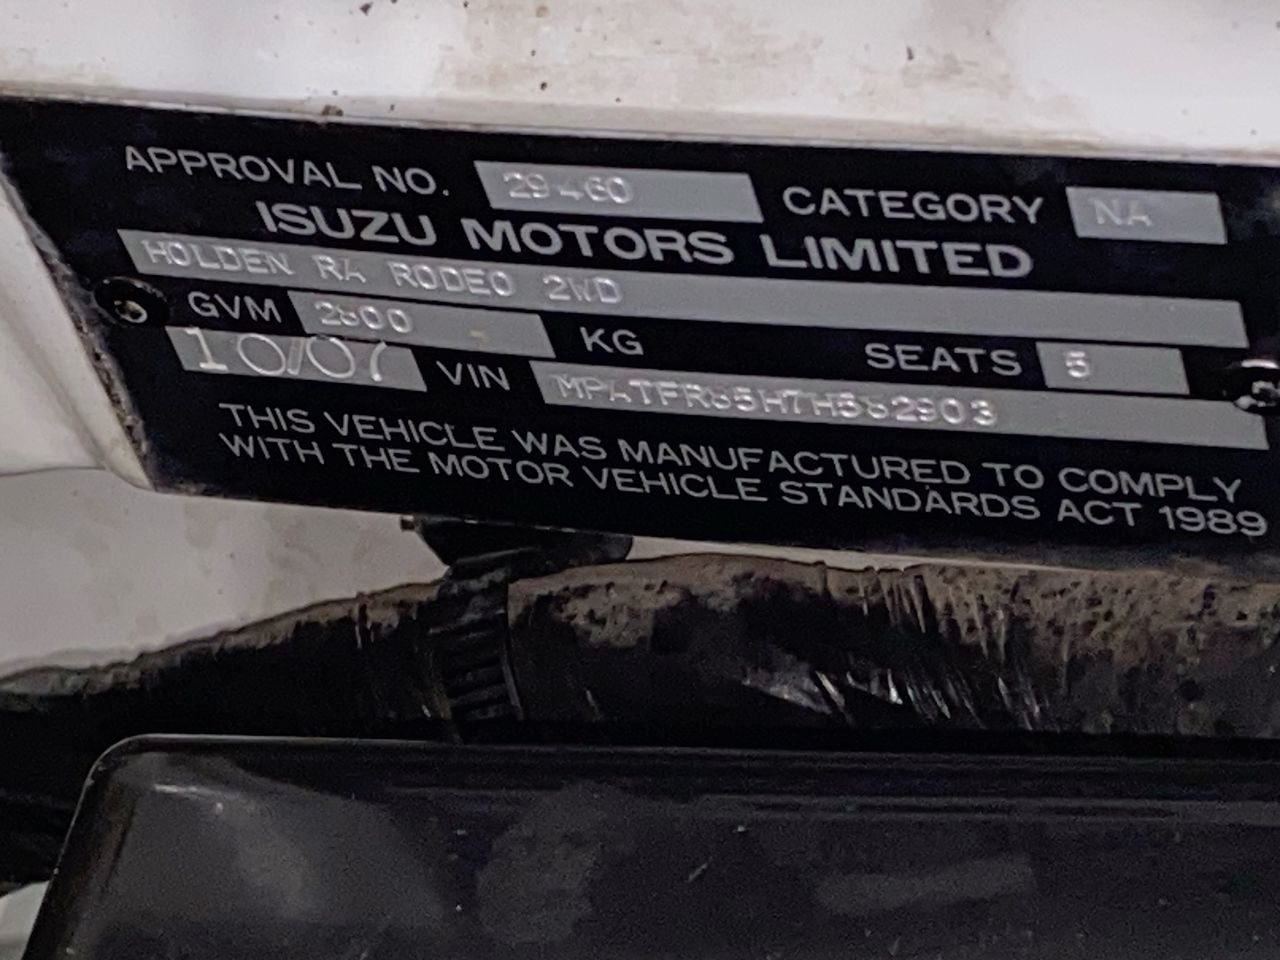 APPROVAL NO. 29460 CATEGORY NA
ISUZU MOTORS LIMITED
HOLDEN RA RODEO 2WD
GVM 2800 KG SEATS 5
10/07 VIN
THIS VEHICLE WAS MANUFACTURED TO COMPLY
WITH THE MOTOR VEHICLE STANDARDS ACT 1989